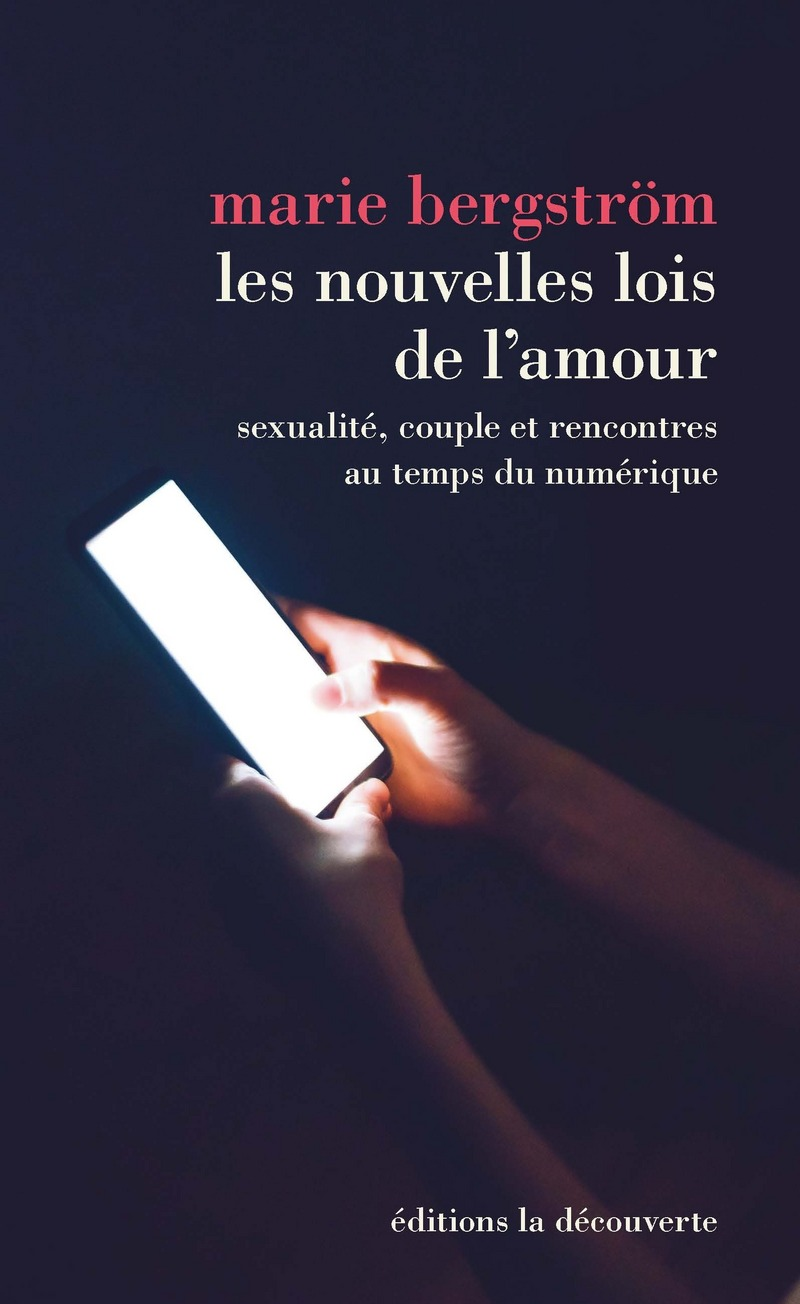 marie bergström
les nouvelles lois
de l’amour
sexualité, couple et rencontres
au temps du numérique
éditions la découverte